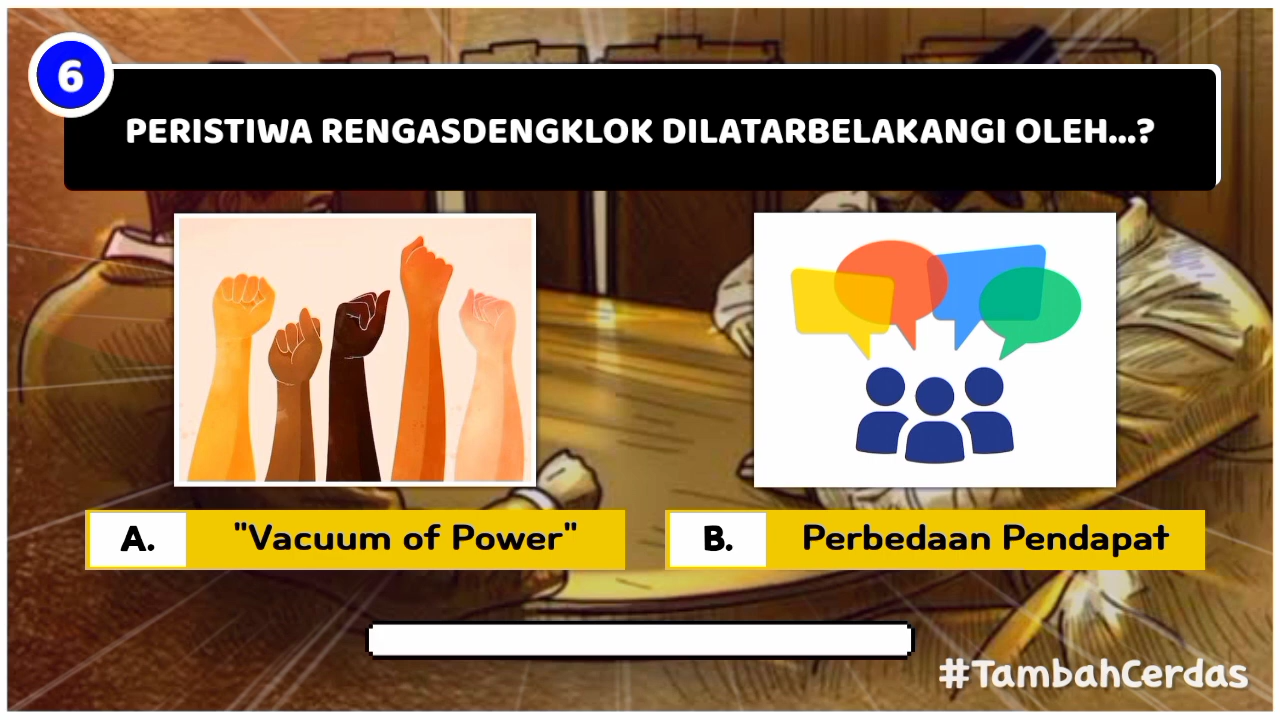 6
PERISTIWA RENGASDENGKLOK DILATARBELAKANGI OLEH...?
A. "Vacuum of Power"
B. Perbedaan Pendapat
#TambahCerdas